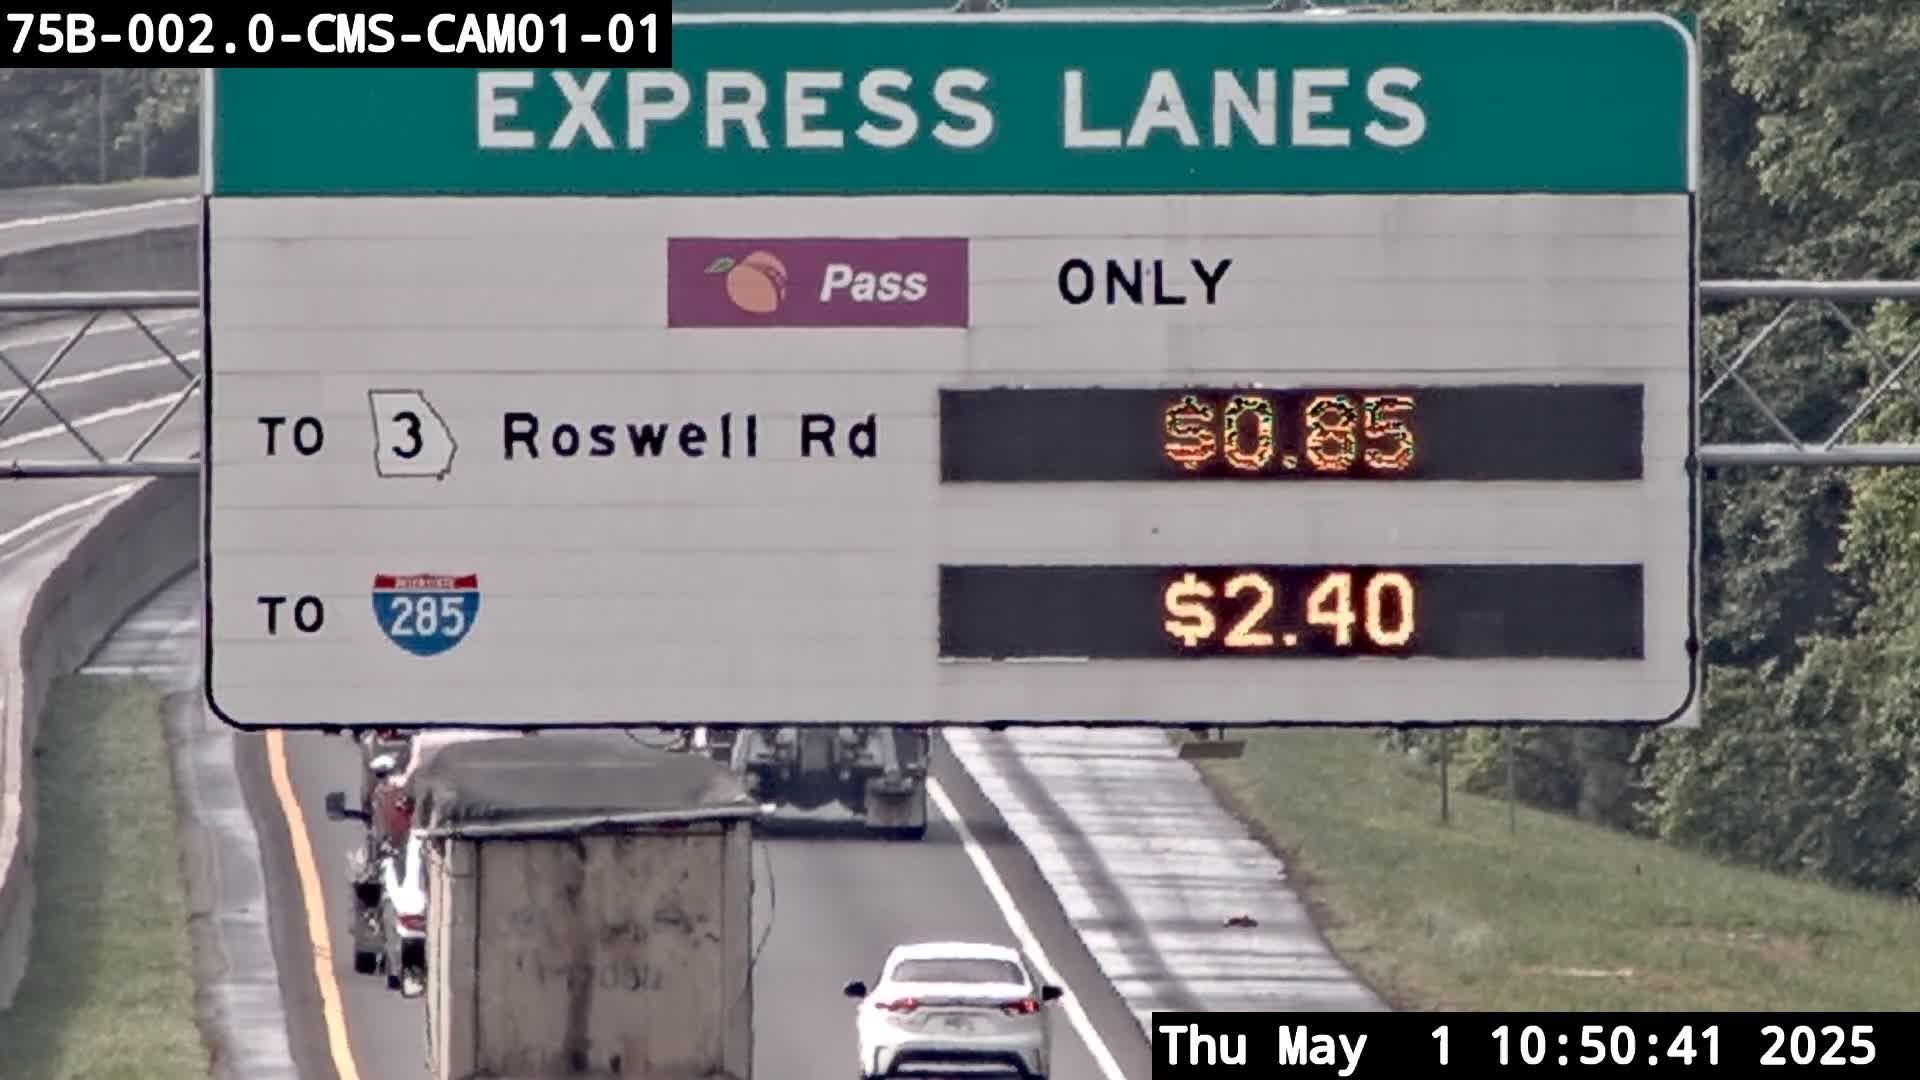 75B-002.0-CMS-CAM01-01
EXPRESS LANES
Pass ONLY
TO 3 Roswell Rd $0.85
INTERSTATE
TO 285 $2.40
Thu May 1 10:50:41 2025